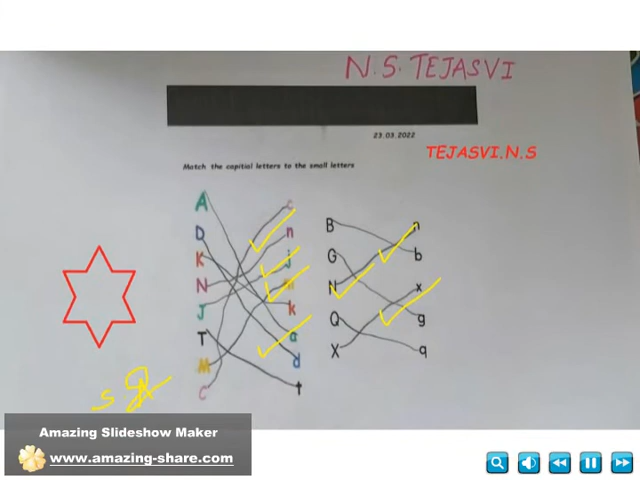 N. S. TEJASVI
23.03.2022
TEJASVI.N.S
Match the capitial letters to the small letters
A c
D n
K j
N m
J k
T a
M d
C t
B n
G b
N x
Q g
X q
Amazing Slideshow Maker
www.amazing-share.com